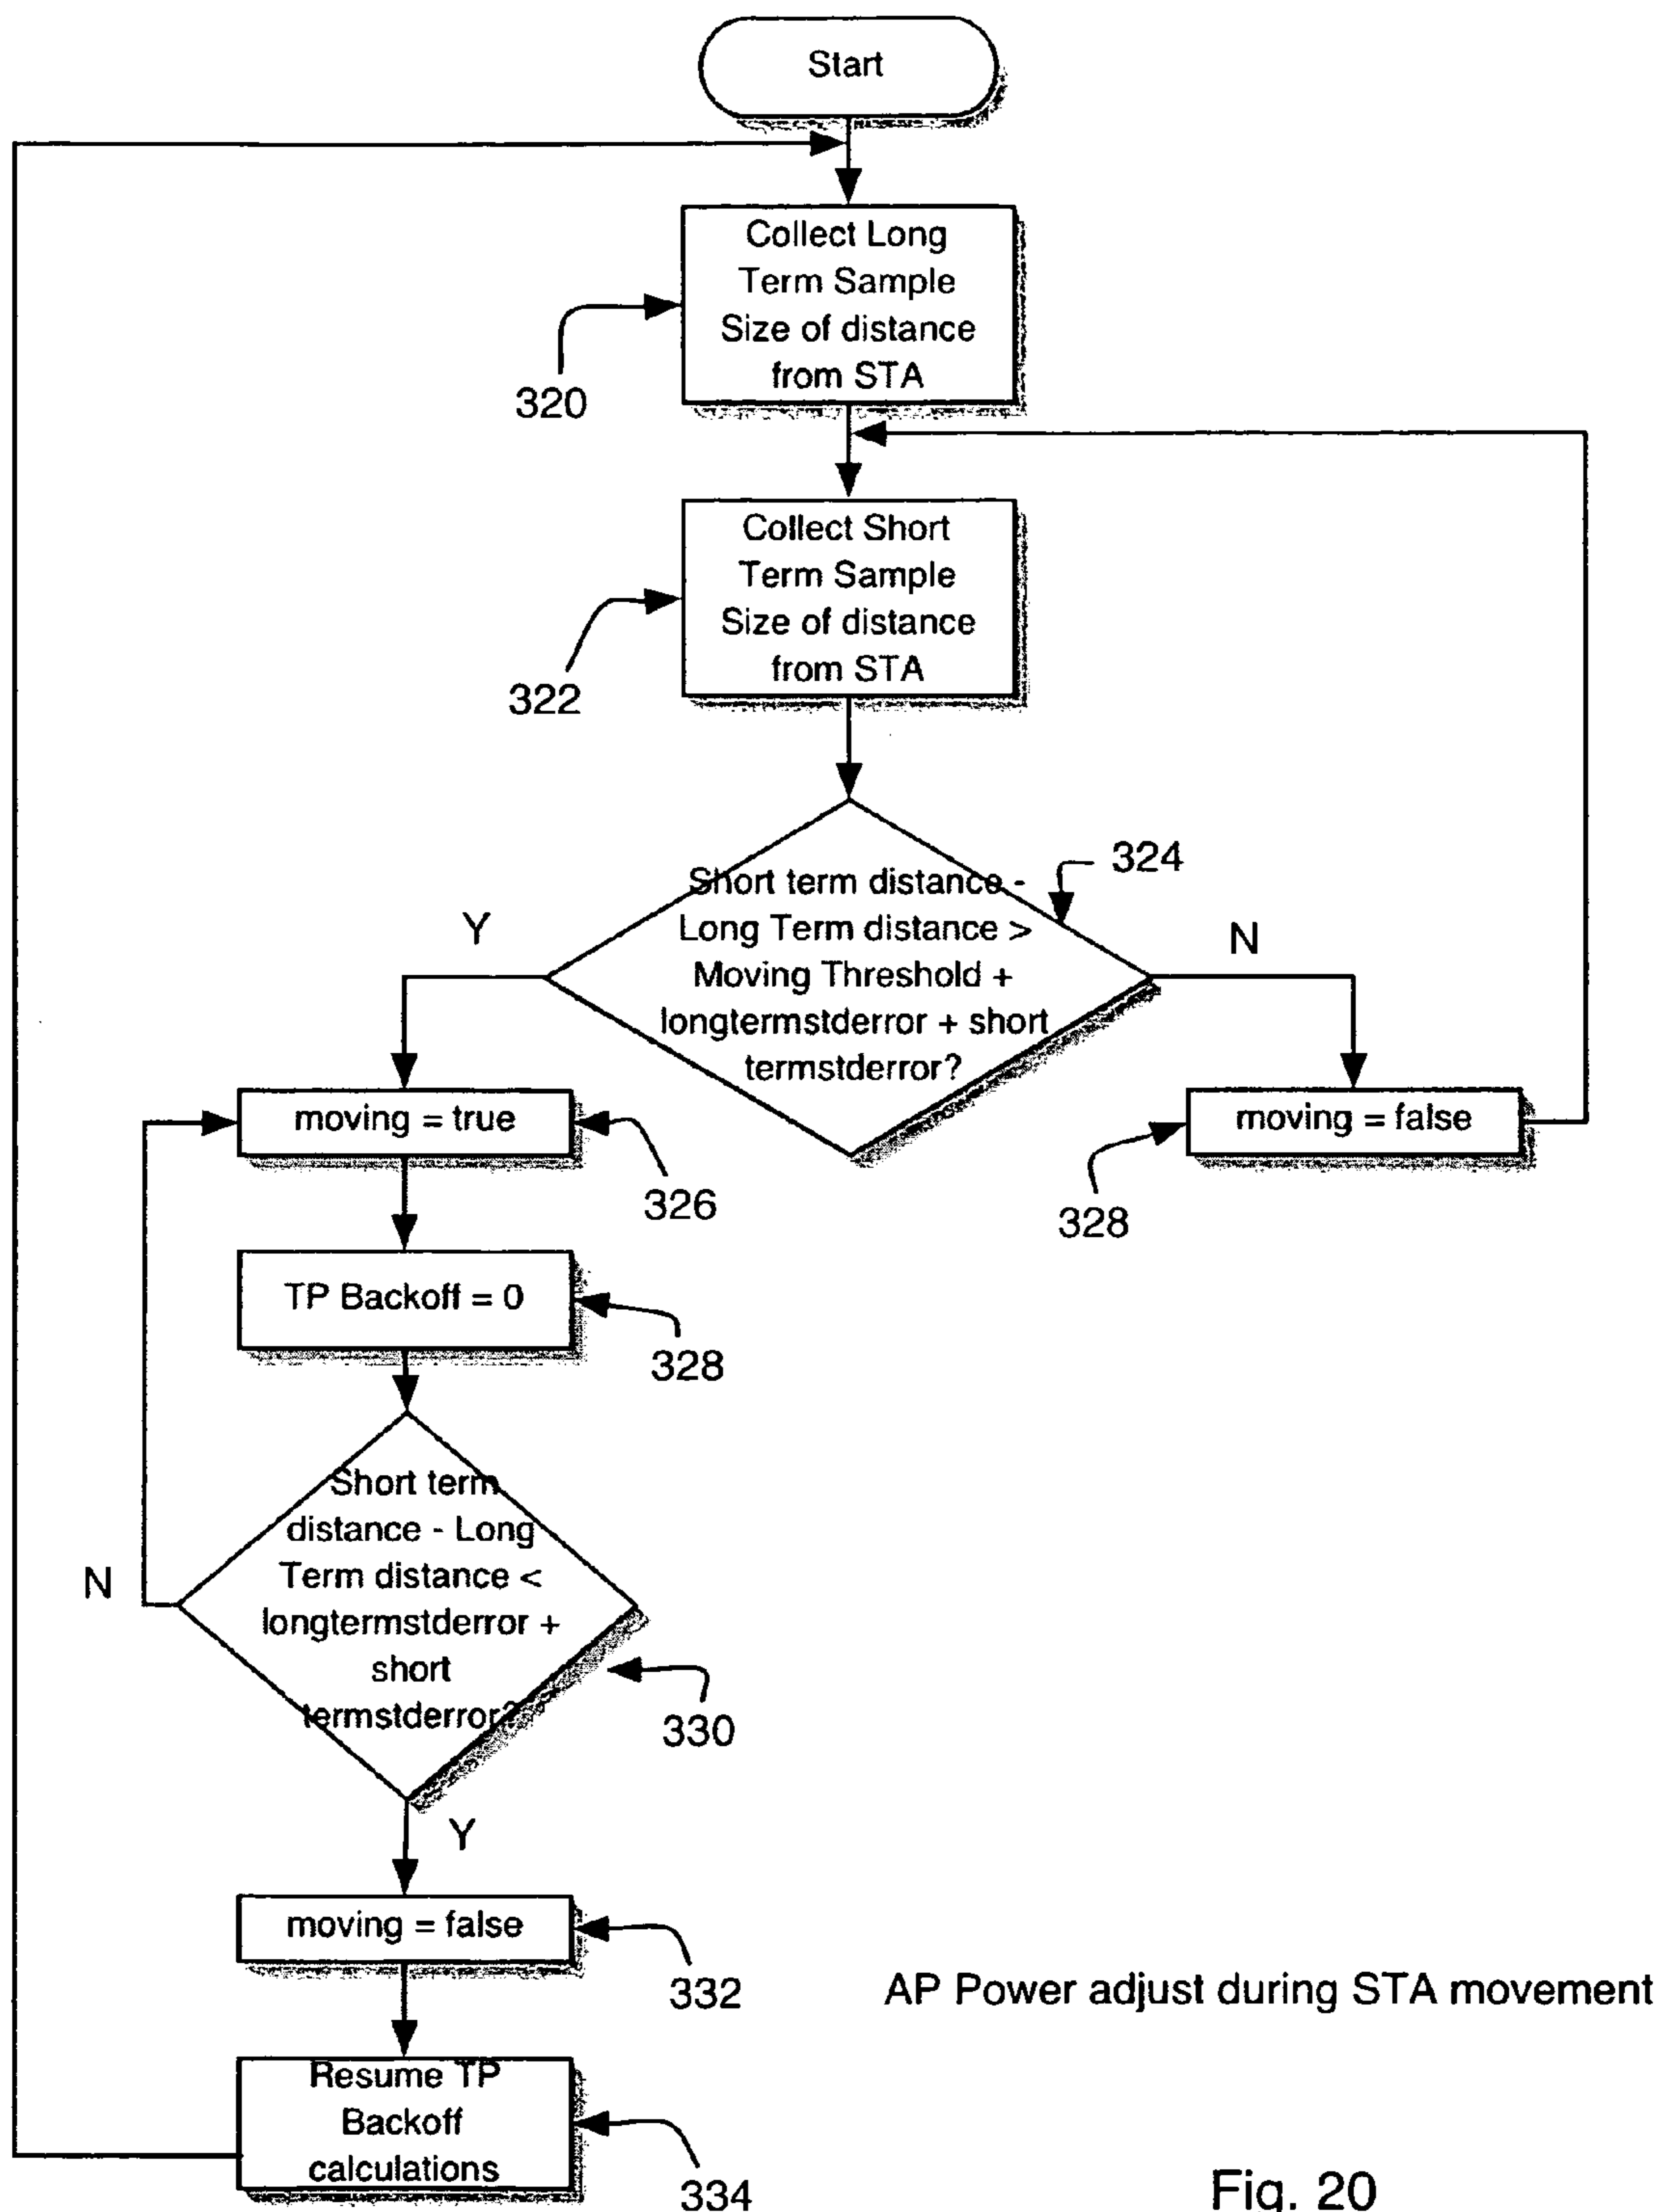 Start
Collect Long
Term Sample
Size of distance
from STA
320
Collect Short
Term Sample
Size of distance
from STA
322
Short term distance -
Long Term distance >
Moving Threshold +
longtermstderror + short
termstderror?
324
Y
N
moving = true
326
moving = false
328
TP Backoff = 0
328
Short term
distance - Long
Term distance <
longtermstderror +
short
termstderror?
N
330
Y
moving = false
332
AP Power adjust during STA movement
Resume TP
Backoff
calculations
334
Fig. 20